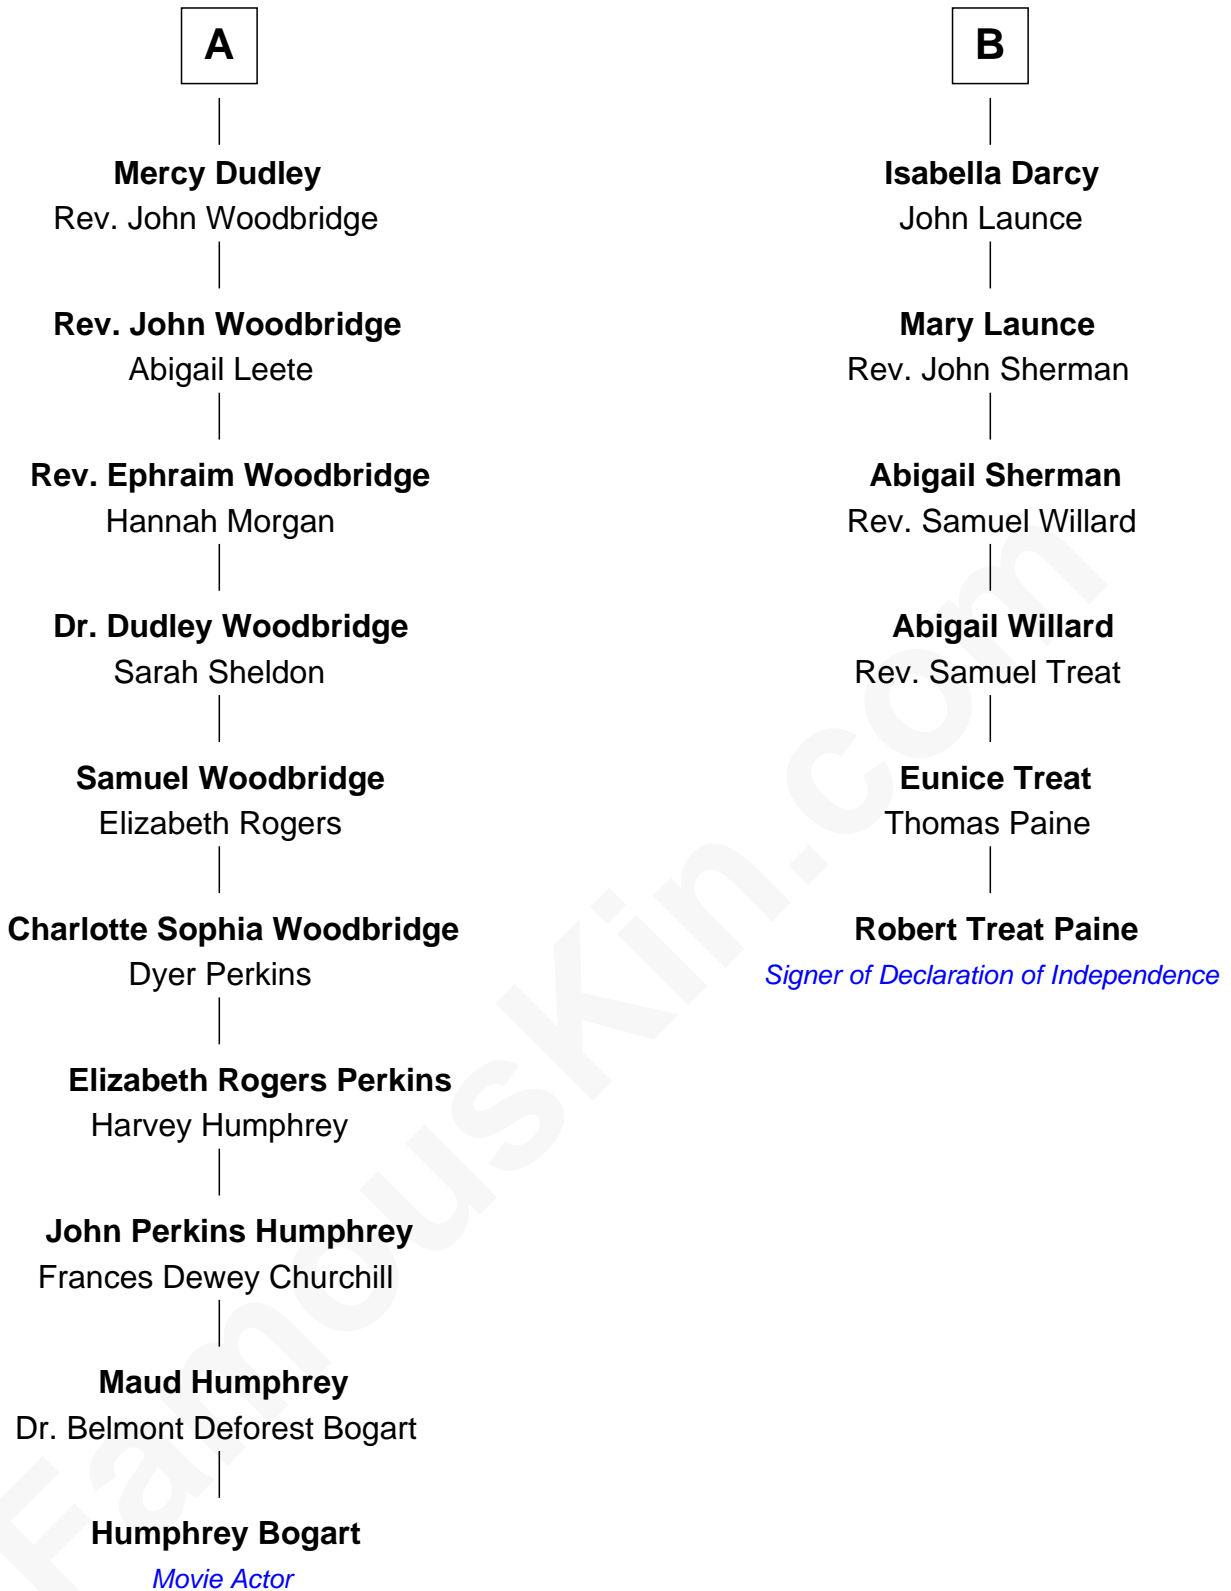 A
Mercy Dudley
Rev. John Woodbridge
Rev. John Woodbridge
Abigail Leete
Rev. Ephraim Woodbridge
Hannah Morgan
Dr. Dudley Woodbridge
Sarah Sheldon
Samuel Woodbridge
Elizabeth Rogers
Charlotte Sophia Woodbridge
Dyer Perkins
Elizabeth Rogers Perkins
Harvey Humphrey
John Perkins Humphrey
Frances Dewey Churchill
Maud Humphrey
Dr. Belmont Deforest Bogart
Humphrey Bogart
Movie Actor
B
Isabella Darcy
John Launce
Mary Launce
Rev. John Sherman
Abigail Sherman
Rev. Samuel Willard
Abigail Willard
Rev. Samuel Treat
Eunice Treat
Thomas Paine
Robert Treat Paine
Signer of Declaration of Independence
FamousKin.com